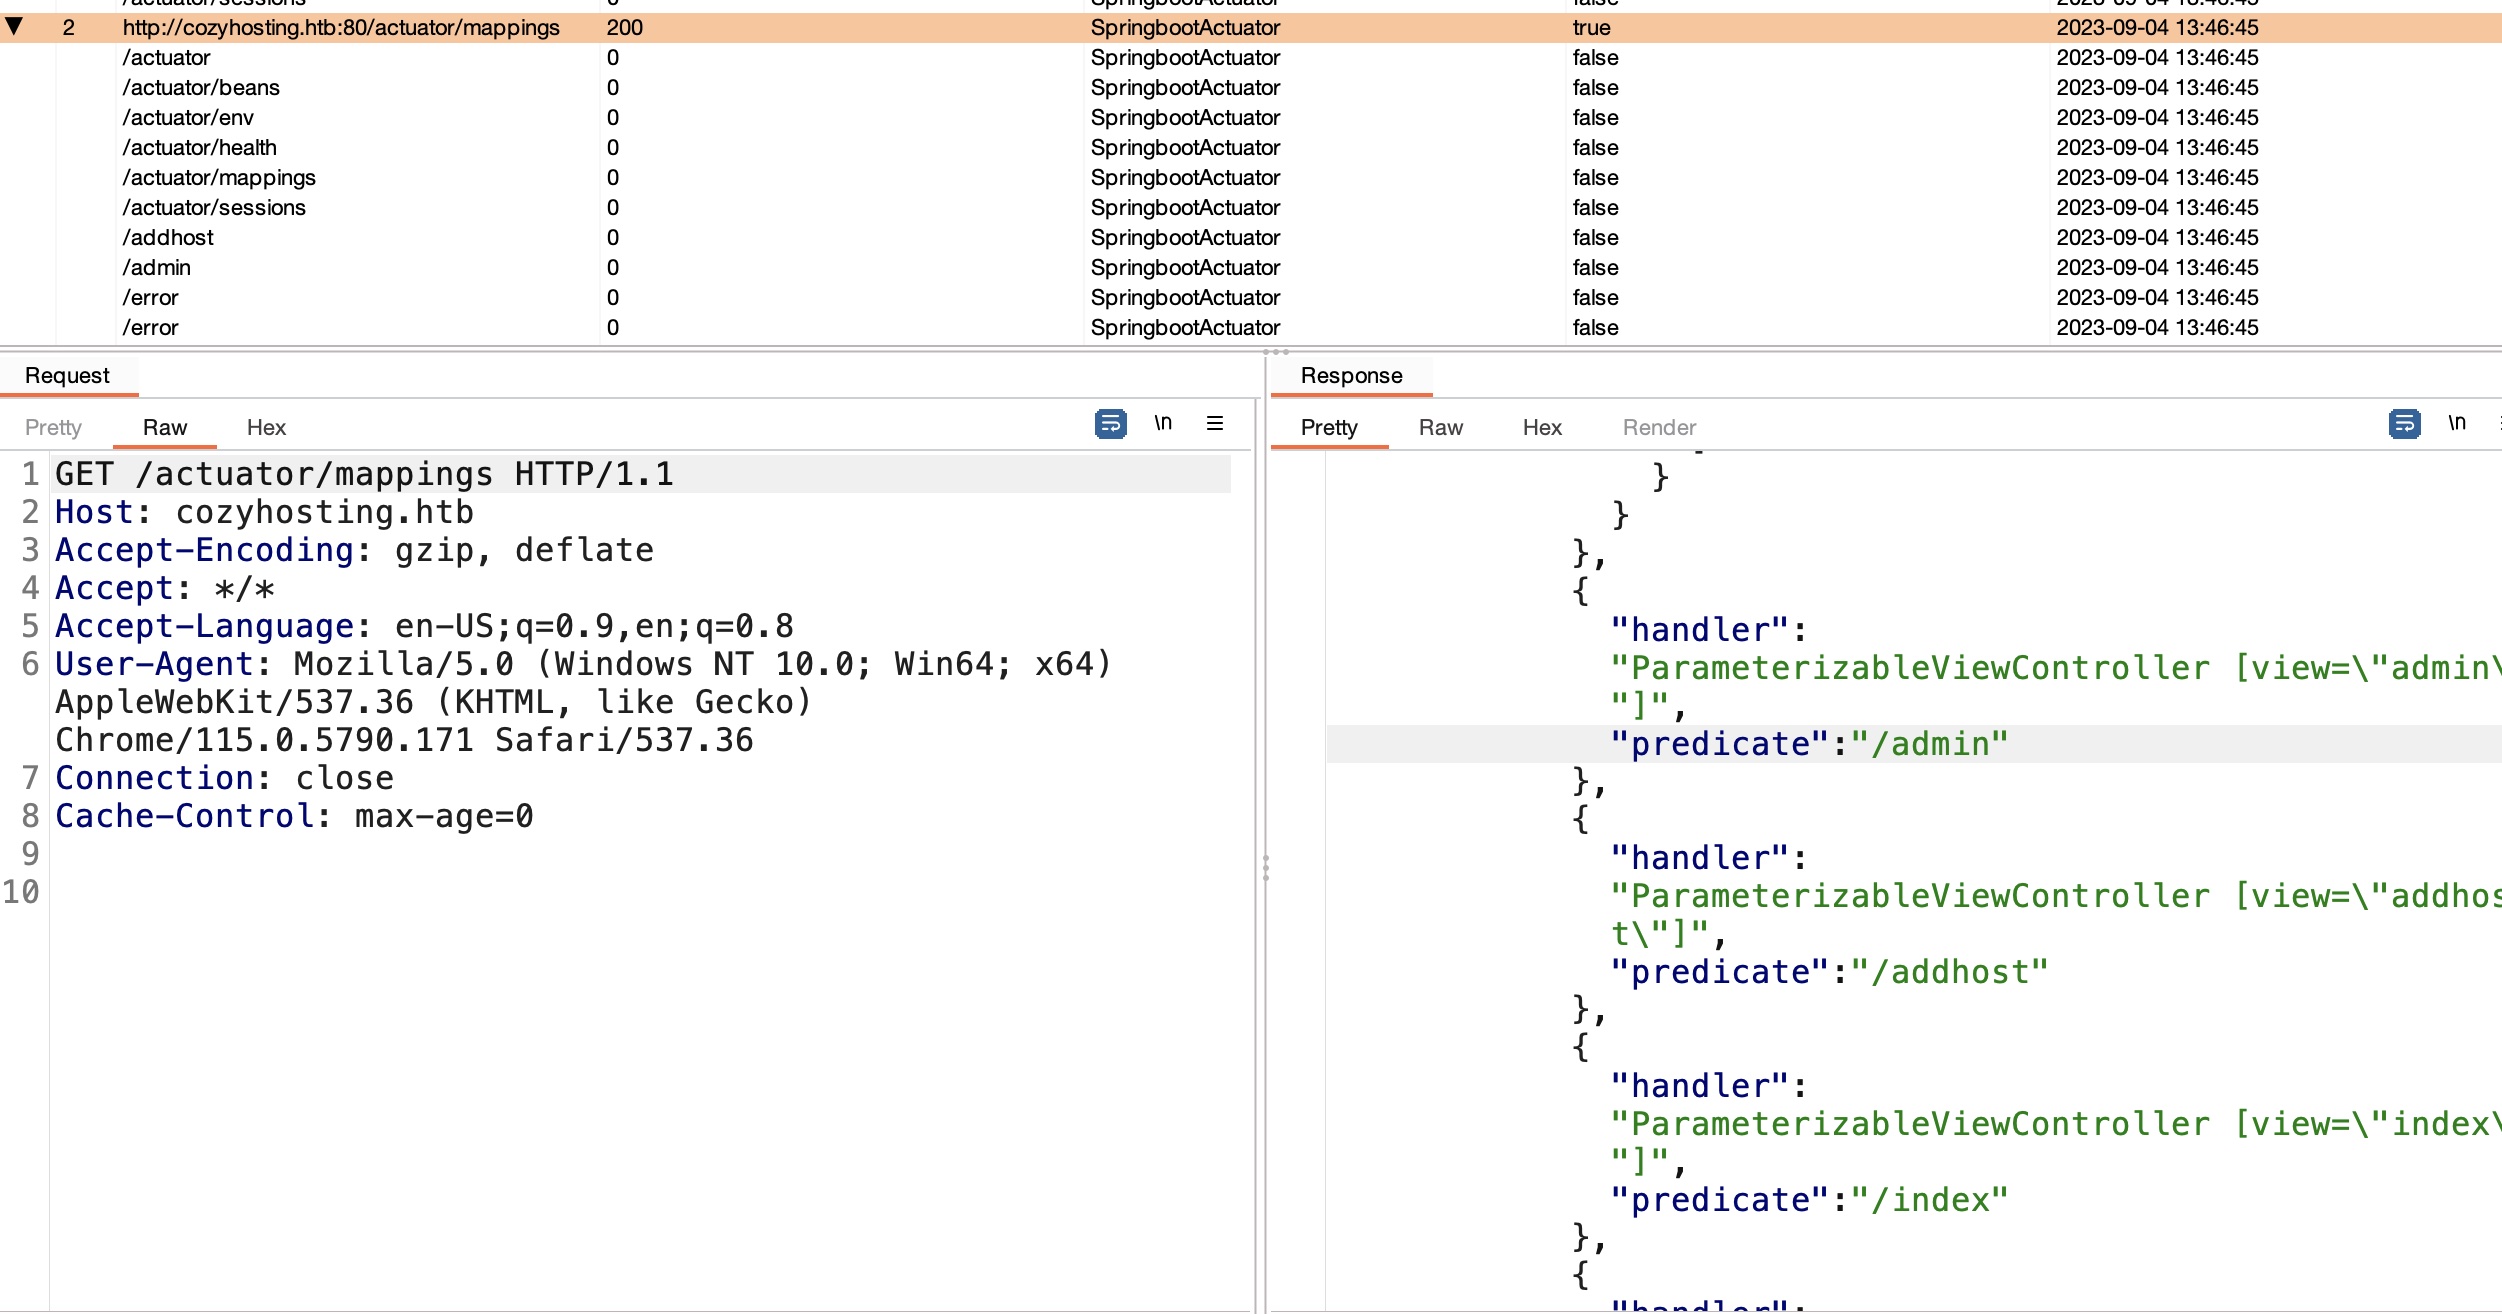 /actuator/sessions 0 SpringbootActuator false 2023-09-04 13:46:45
▼ 2 http://cozyhosting.htb:80/actuator/mappings 200 SpringbootActuator true 2023-09-04 13:46:45
/actuator 0 SpringbootActuator false 2023-09-04 13:46:45
/actuator/beans 0 SpringbootActuator false 2023-09-04 13:46:45
/actuator/env 0 SpringbootActuator false 2023-09-04 13:46:45
/actuator/health 0 SpringbootActuator false 2023-09-04 13:46:45
/actuator/mappings 0 SpringbootActuator false 2023-09-04 13:46:45
/actuator/sessions 0 SpringbootActuator false 2023-09-04 13:46:45
/addhost 0 SpringbootActuator false 2023-09-04 13:46:45
/admin 0 SpringbootActuator false 2023-09-04 13:46:45
/error 0 SpringbootActuator false 2023-09-04 13:46:45
/error 0 SpringbootActuator false 2023-09-04 13:46:45
Request
Pretty Raw Hex \n
1 GET /actuator/mappings HTTP/1.1
2 Host: cozyhosting.htb
3 Accept-Encoding: gzip, deflate
4 Accept: */*
5 Accept-Language: en-US;q=0.9,en;q=0.8
6 User-Agent: Mozilla/5.0 (Windows NT 10.0; Win64; x64)
AppleWebKit/537.36 (KHTML, like Gecko)
Chrome/115.0.5790.171 Safari/537.36
7 Connection: close
8 Cache-Control: max-age=0
9
10
Response
Pretty Raw Hex Render \n
}
}
},
{
"handler":
"ParameterizableViewController [view=\"admin\
"]",
"predicate":"/admin"
},
{
"handler":
"ParameterizableViewController [view=\"addhos
t\"]",
"predicate":"/addhost"
},
{
"handler":
"ParameterizableViewController [view=\"index\
"]",
"predicate":"/index"
},
{
"handler":